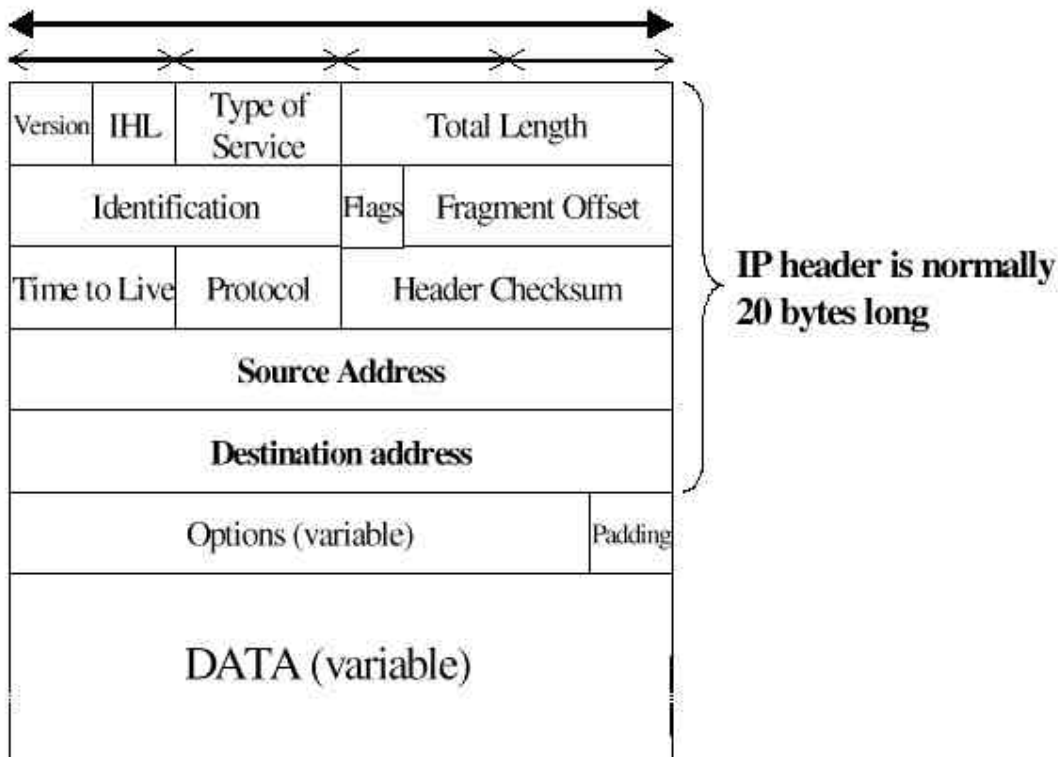 Version IHL Type of Service Total Length
Identification Flags Fragment Offset
Time to Live Protocol Header Checksum
IP header is normally
20 bytes long
Source Address
Destination address
Options (variable) Padding
DATA (variable)